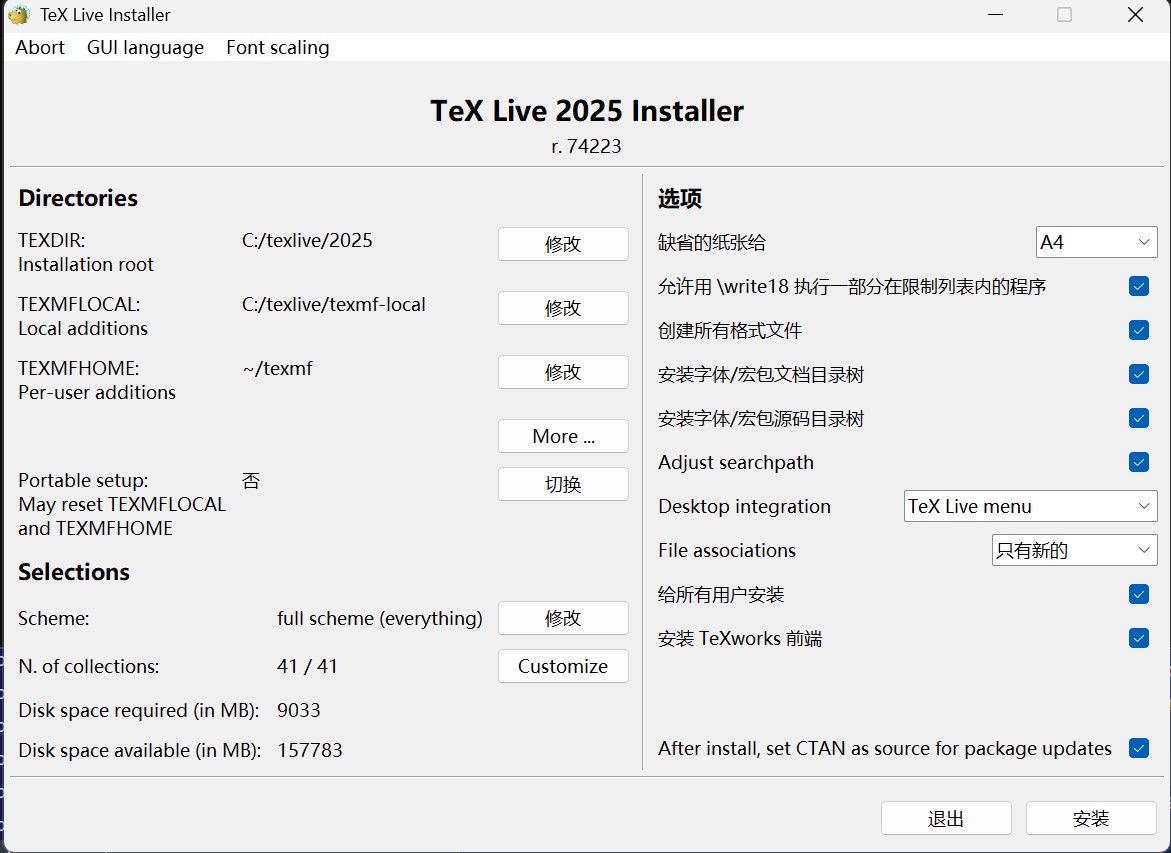 TeX Live Installer
Abort GUI language Font scaling
TeX Live 2025 Installer
r. 74223
Directories
TEXDIR: C:/texlive/2025 修改
Installation root
TEXMFLOCAL: C:/texlive/texmf-local 修改
Local additions
TEXMFHOME: ~/texmf 修改
Per-user additions
More ...
Portable setup: 否 切换
May reset TEXMFLOCAL
and TEXMFHOME
Selections
Scheme: full scheme (everything) 修改
N. of collections: 41 / 41 Customize
Disk space required (in MB): 9033
Disk space available (in MB): 157783
选项
缺省的纸张给 A4
允许用 \write18 执行一部分在限制列表内的程序
创建所有格式文件
安装字体/宏包文档目录树
安装字体/宏包源码目录树
Adjust searchpath
Desktop integration TeX Live menu
File associations 只有新的
给所有用户安装
安装 TeXworks 前端
After install, set CTAN as source for package updates
退出 安装